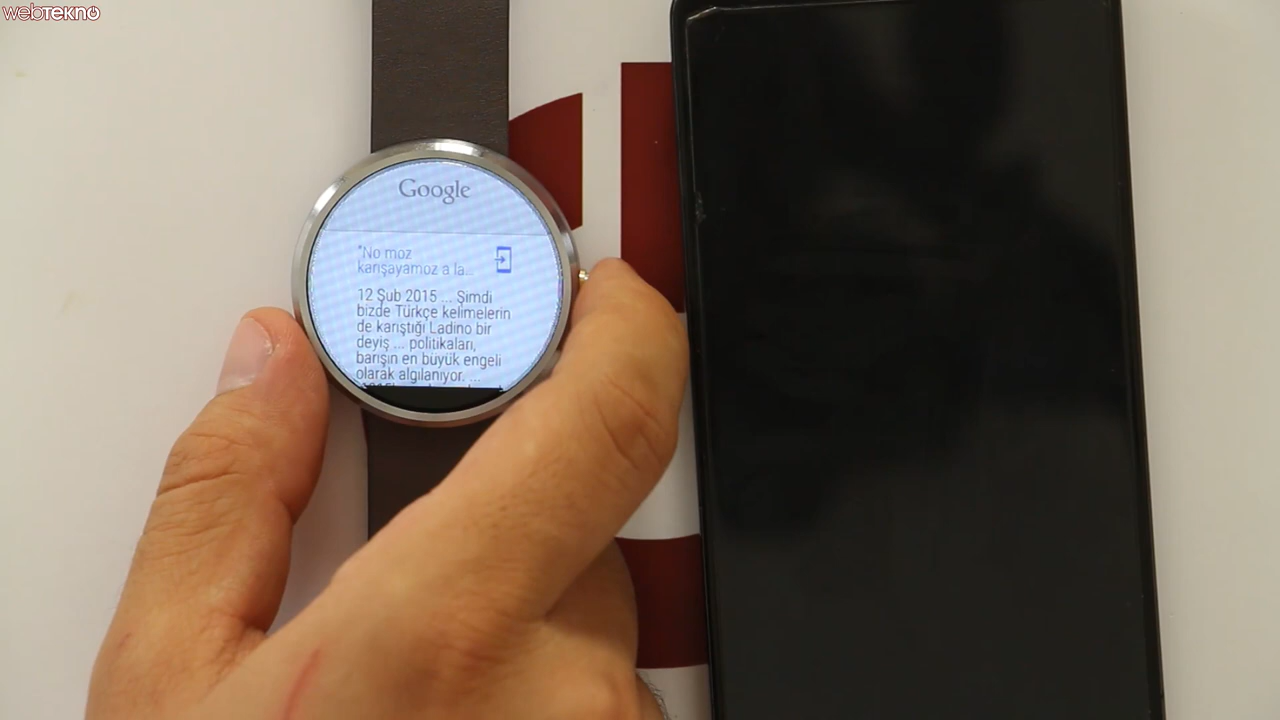 webtekno
Google
"No moz
karışayamoz a la...
12 Şub 2015 ... Şimdi
bizde Türkçe kelimelerin
de karıştığı Ladino bir
deyiş ... politikaları,
barışın en büyük engeli
olarak algılanıyor. ...